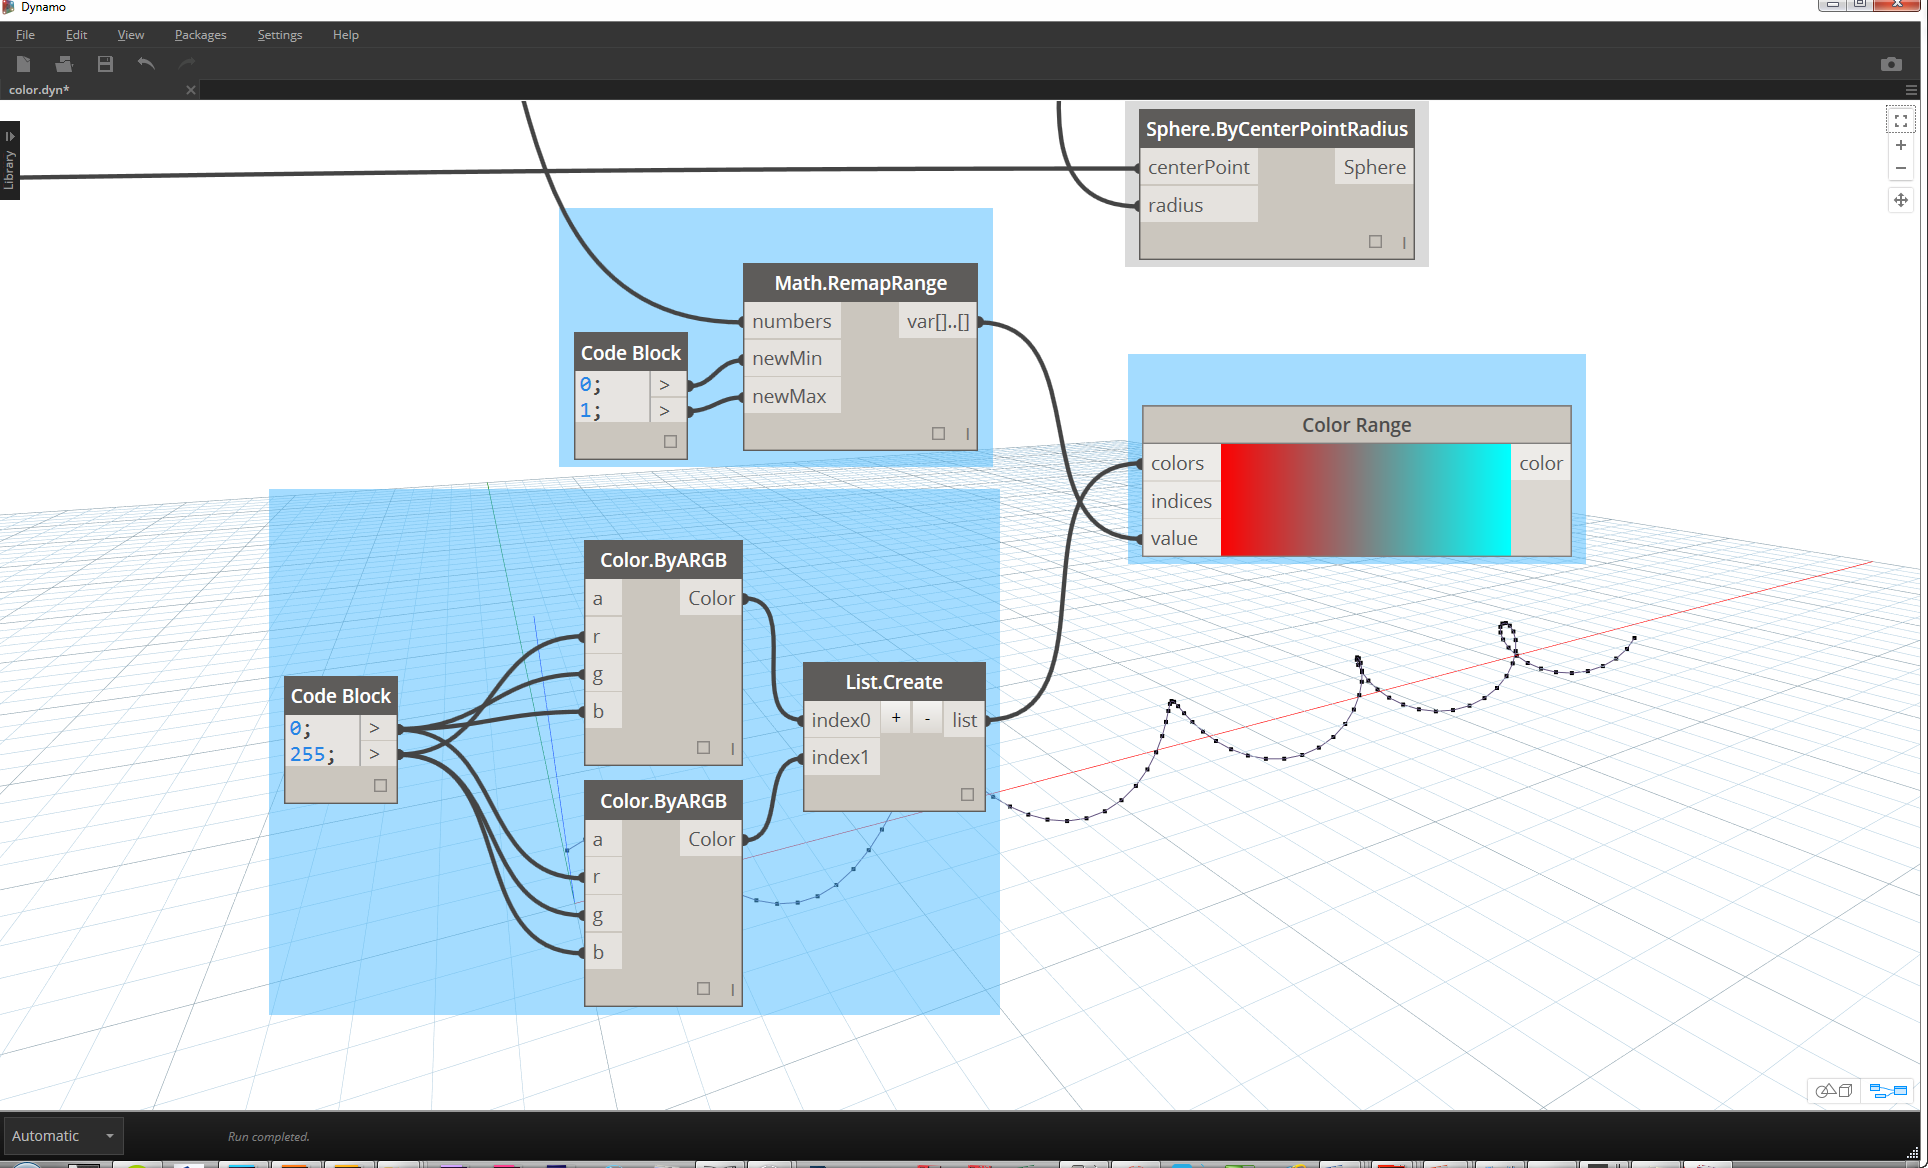 Dynamo
File Edit View Packages Settings Help
color.dyn*
Library
Sphere.ByCenterPointRadius
centerPoint Sphere
radius
Math.RemapRange
numbers var[]..[]
newMin
newMax
Code Block
0; >
1; >
Color Range
colors color
indices
value
Color.ByARGB
a Color
r
g
b
Code Block
0; >
255; >
List.Create
index0 + - list
index1
Color.ByARGB
a Color
r
g
b
Automatic Run completed.